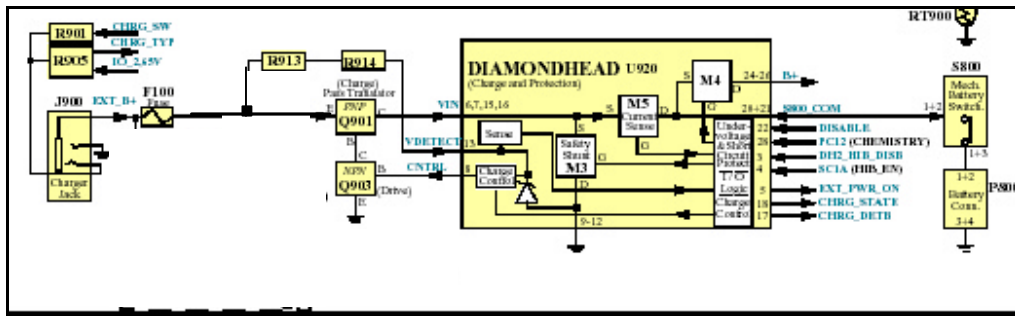 RT900
R901
CHRG_SW
CHRG_TYP
R905
IO_2,65V
R913
R914
DIAMONDHEAD U920
(Charge and Protection)
M4
S
D
G
24-26
B+
S800
Mech.
Battery
Switch.
J900
EXT_B+
F100
Fuse
(Charge)
Pass Transistor
PNP
Q901
E
C
B
VIN
6,7,15,16
M5
Current
Sense
S
D
G
20+21
S800_COM
1+2
1+3
VDETECT
13
Sense
Safety
Shunt
M3
S
G
D
Under-
voltage
& Short
Circuit
Protect.
I / O
Logic
Charge
Control
22
DISABLE
28
PC12 (CHEMISTRY)
3
DH2_HIB_DISB
4
SC1A (HIB_EN)
5
EXT_PWR_ON
18
CHRG_STATE
17
CHRG_DETB
Charger
Jack
NPN
Q903
C
B
E
(Drive)
CNTRL
8
Charge
Control
9-12
1+2
P800
Battery
Conn.
3+4